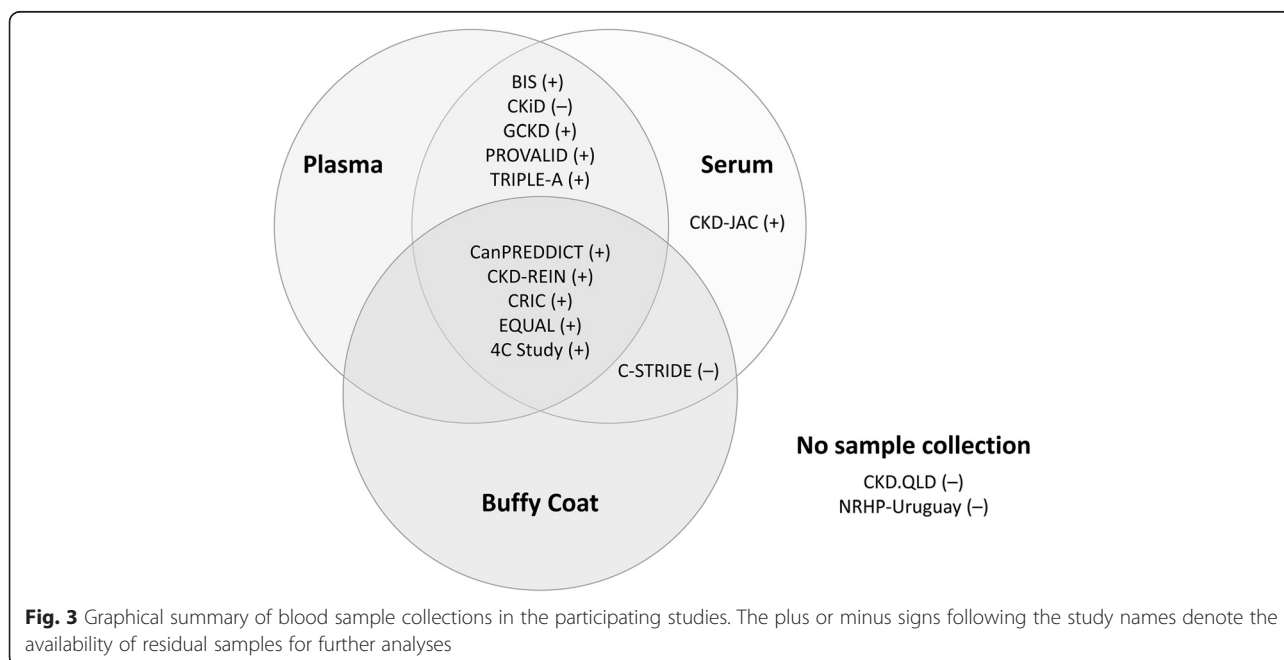 BIS (+)
CKiD (–)
GCKD (+)
PROVALID (+)
TRIPLE-A (+)
Plasma
Serum
CKD-JAC (+)
CanPREDDICT (+)
CKD-REIN (+)
CRIC (+)
EQUAL (+)
4C Study (+)
C-STRIDE (–)
No sample collection
CKD.QLD (–)
NRHP-Uruguay (–)
Buffy Coat
Fig. 3 Graphical summary of blood sample collections in the participating studies. The plus or minus signs following the study names denote the
availability of residual samples for further analyses